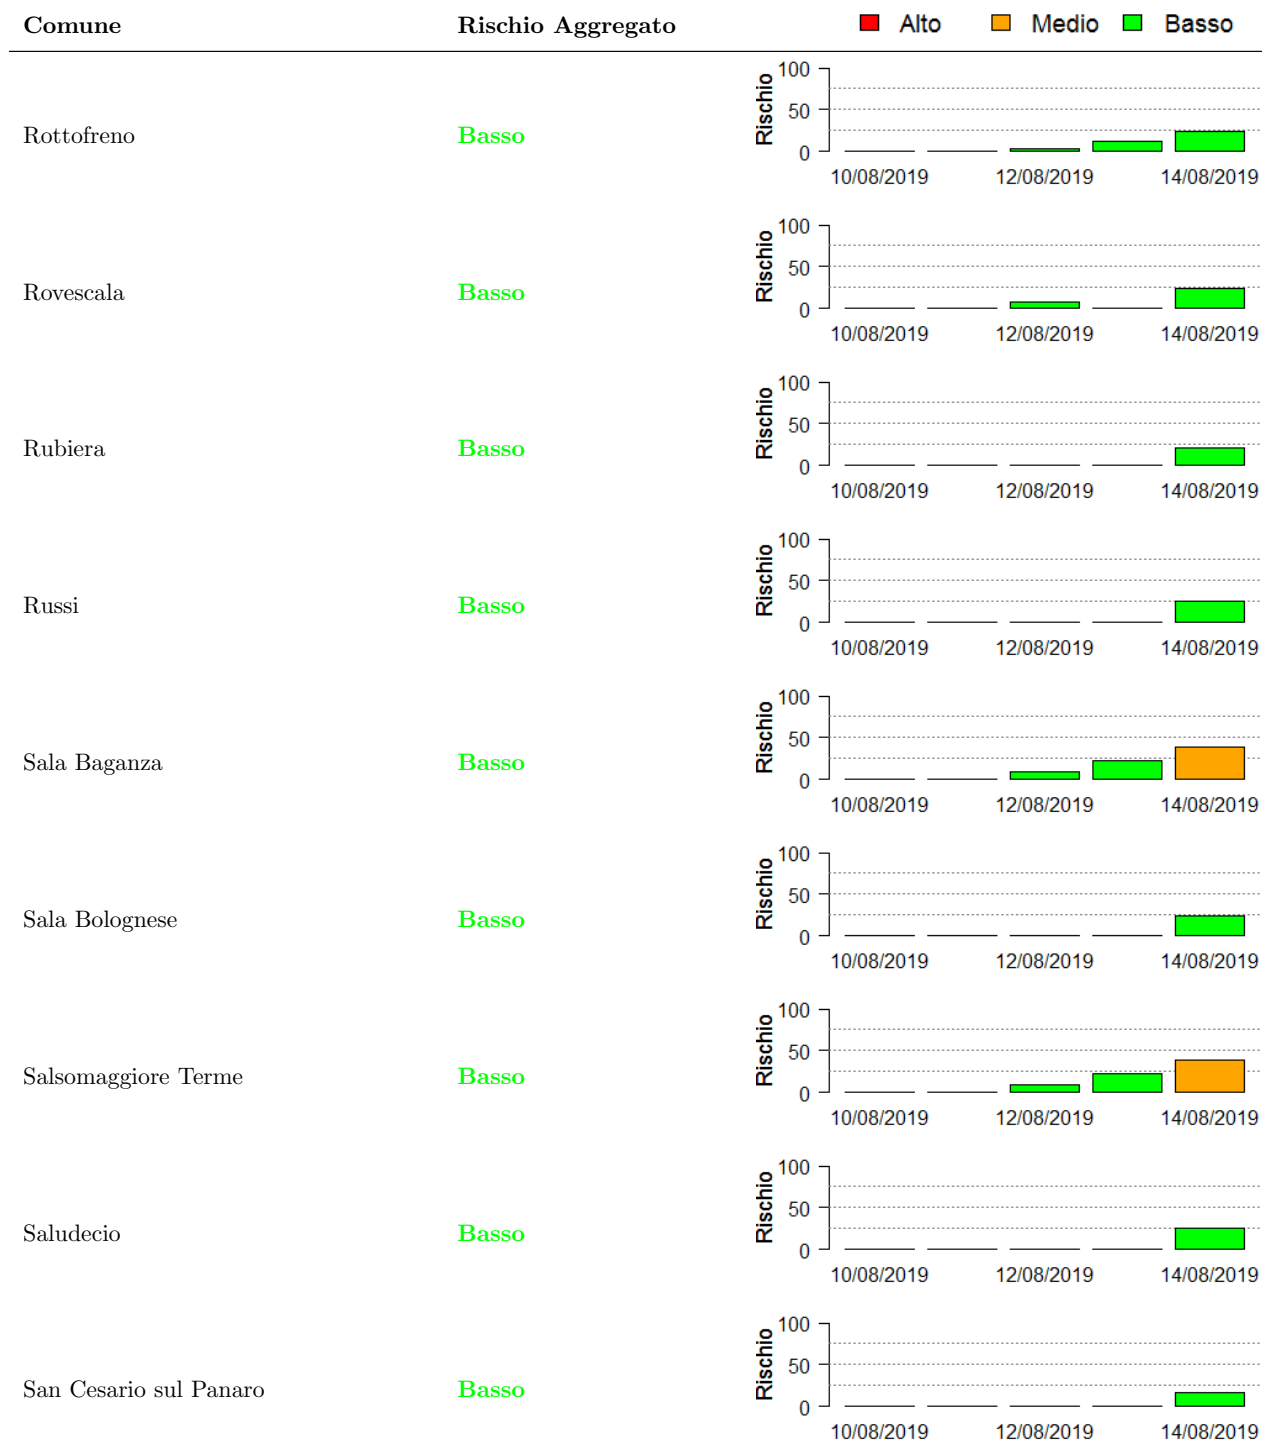 Comune Rischio Aggregato Alto Medio Basso
Rottofreno Basso
Rischio
100
50
0
10/08/2019 12/08/2019 14/08/2019
Rovescala Basso
Rischio
100
50
0
10/08/2019 12/08/2019 14/08/2019
Rubiera Basso
Rischio
100
50
0
10/08/2019 12/08/2019 14/08/2019
Russi Basso
Rischio
100
50
0
10/08/2019 12/08/2019 14/08/2019
Sala Baganza Basso
Rischio
100
50
0
10/08/2019 12/08/2019 14/08/2019
Sala Bolognese Basso
Rischio
100
50
0
10/08/2019 12/08/2019 14/08/2019
Salsomaggiore Terme Basso
Rischio
100
50
0
10/08/2019 12/08/2019 14/08/2019
Saludecio Basso
Rischio
100
50
0
10/08/2019 12/08/2019 14/08/2019
San Cesario sul Panaro Basso
Rischio
100
50
0
10/08/2019 12/08/2019 14/08/2019